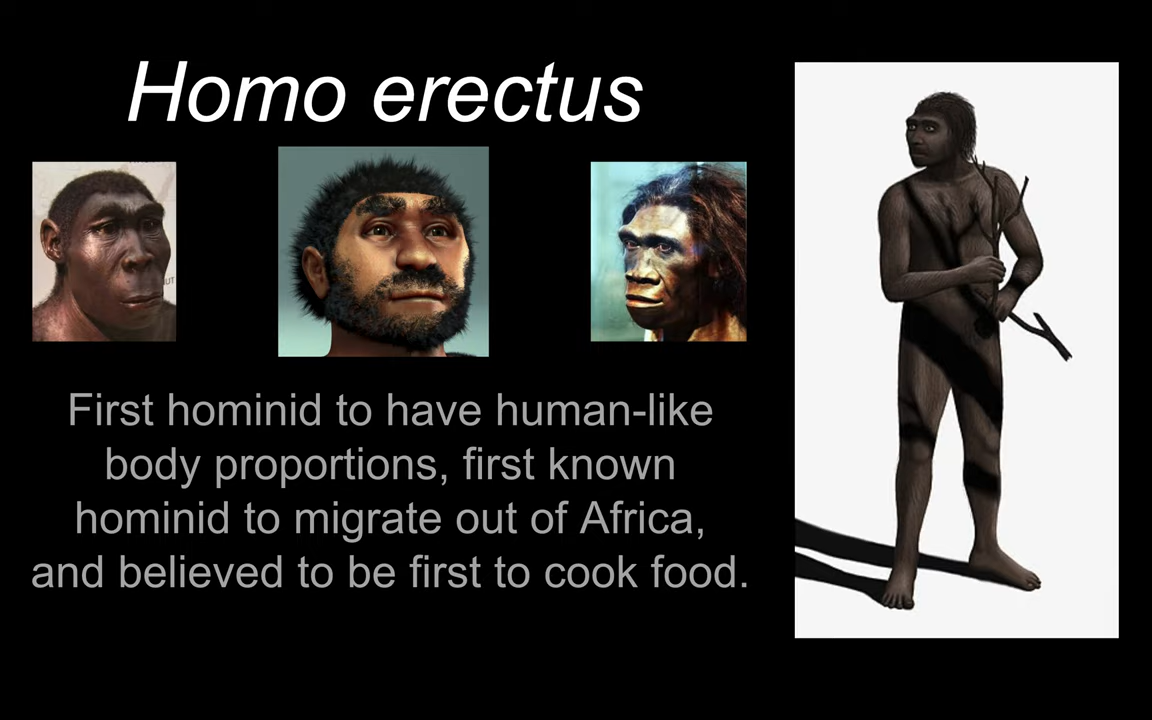 Homo erectus
First hominid to have human-like
body proportions, first known
hominid to migrate out of Africa,
and believed to be first to cook food.